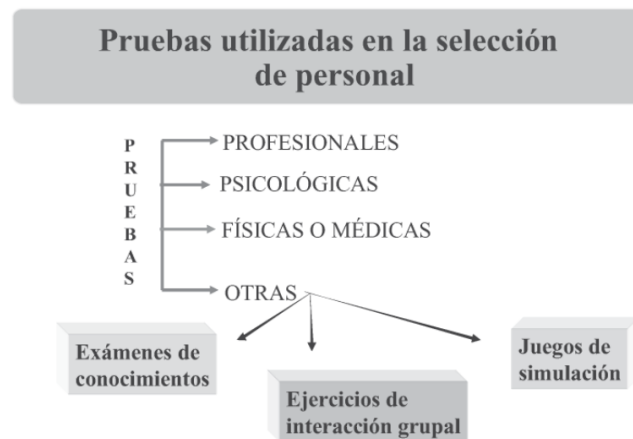 Pruebas utilizadas en la selección
de personal
PRUEBAS
PROFESIONALES
PSICOLÓGICAS
FÍSICAS O MÉDICAS
OTRAS
Exámenes de
conocimientos
Ejercicios de
interacción grupal
Juegos de
simulación